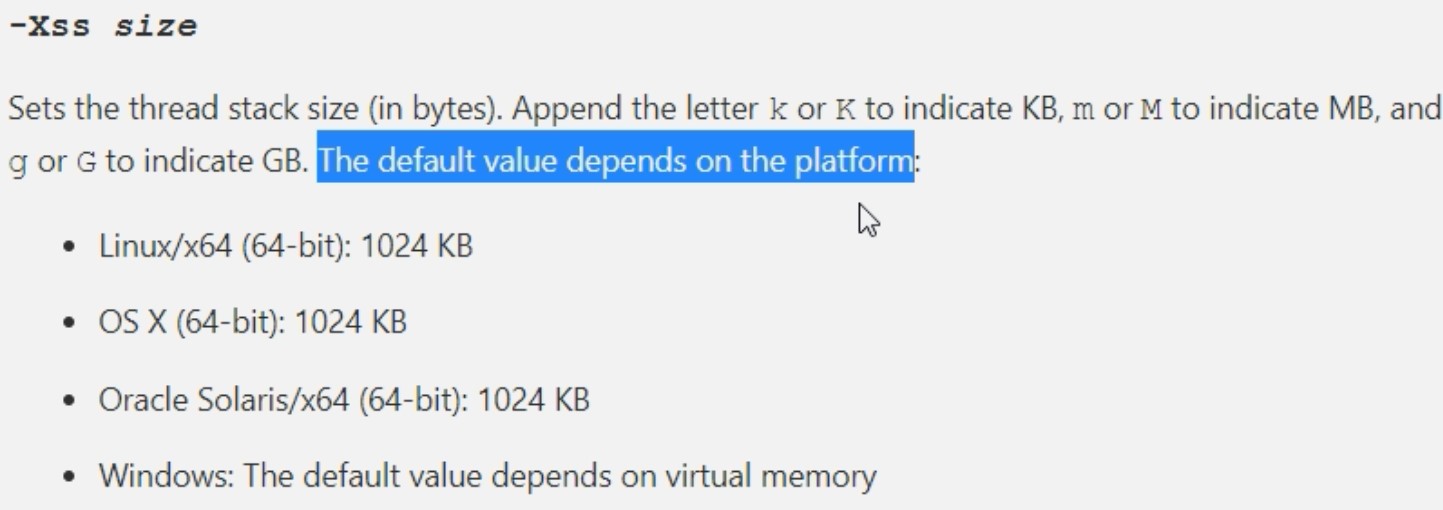 -Xss size
Sets the thread stack size (in bytes). Append the letter k or K to indicate KB, m or M to indicate MB, and
g or G to indicate GB. The default value depends on the platform:
• Linux/x64 (64-bit): 1024 KB
• OS X (64-bit): 1024 KB
• Oracle Solaris/x64 (64-bit): 1024 KB
• Windows: The default value depends on virtual memory